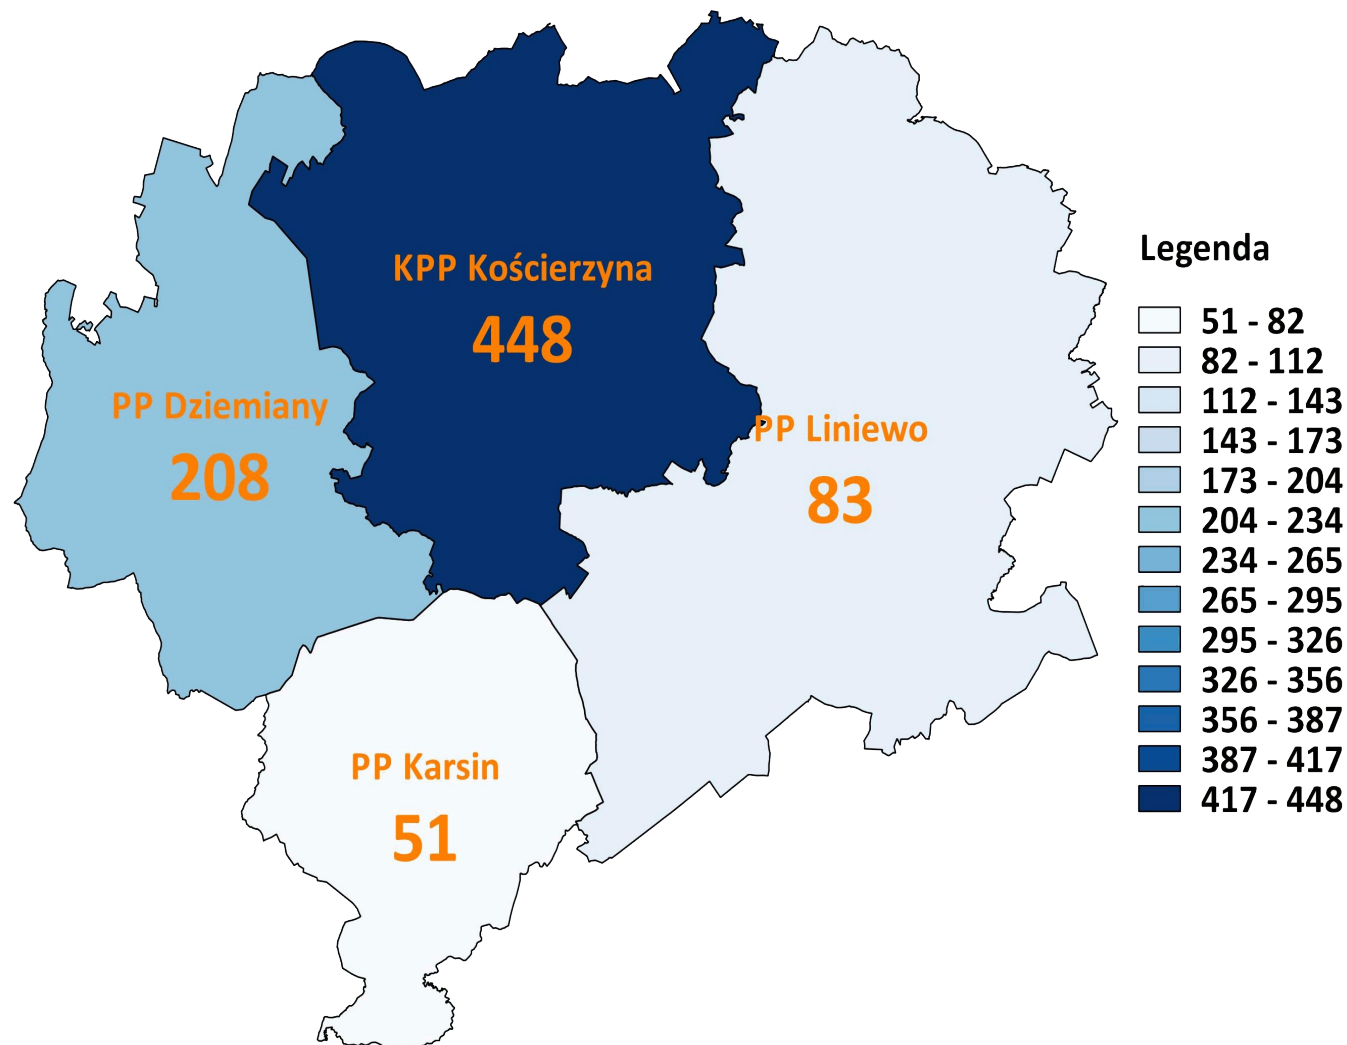 KPP Kościerzyna
448
PP Dziemiany
208
PP Liniewo
83
PP Karsin
51
Legenda
51 - 82
82 - 112
112 - 143
143 - 173
173 - 204
204 - 234
234 - 265
265 - 295
295 - 326
326 - 356
356 - 387
387 - 417
417 - 448